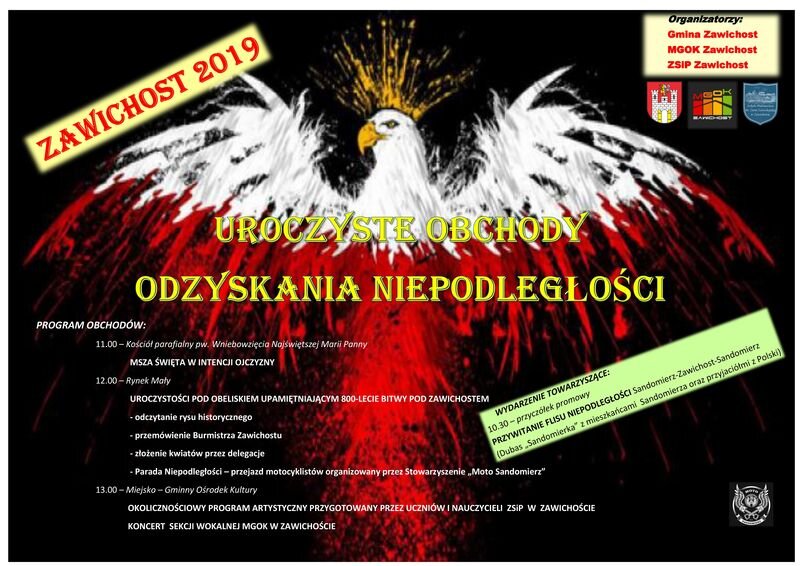 ZAWICHOST 2019
Organizatorzy:
Gmina Zawichost
MGOK Zawichost
ZSiP Zawichost
MGOK
ZAWICHOST
UROCZYSTE OBCHODY
ODZYSKANIA NIEPODLEGŁOŚCI
PROGRAM OBCHODÓW:
11.00 – Kościół parafialny pw. Wniebowzięcia Najświętszej Marii Panny
MSZA ŚWIĘTA W INTENCJI OJCZYZNY
12.00 – Rynek Mały
UROCZYSTOŚCI POD OBELISKIEM UPAMIĘTNIAJĄCYM 800-LECIE BITWY POD ZAWICHOSTEM
- odczytanie rysu historycznego
- przemówienie Burmistrza Zawichostu
- złożenie kwiatów przez delegacje
- Parada Niepodległości – przejazd motocyklistów organizowany przez Stowarzyszenie „Moto Sandomierz”
13.00 – Miejsko – Gminny Ośrodek Kultury
OKOLICZNOŚCIOWY PROGRAM ARTYSTYCZNY PRZYGOTOWANY PRZEZ UCZNIÓW I NAUCZYCIELI ZSiP W ZAWICHOŚCIE
KONCERT SEKCJI WOKALNEJ MGOK W ZAWICHOŚCIE
WYDARZENIE TOWARZYSZĄCE:
10.30 – przyczółek promowy
PRZYWITANIE FLISU NIEPODLEGŁOŚCI Sandomierz-Zawichost-Sandomierz
(Dubas „Sandomierka” z mieszkańcami Sandomierza oraz przyjaciółmi z Polski)
MOTO